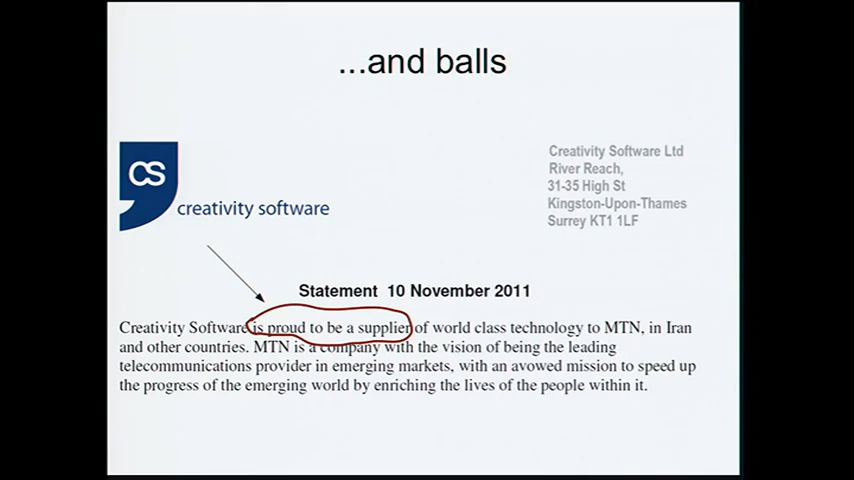 ...and balls
CS
creativity software
Creativity Software Ltd
River Reach,
31-35 High St
Kingston-Upon-Thames
Surrey KT1 1LF
Statement 10 November 2011
Creativity Software is proud to be a supplier of world class technology to MTN, in Iran
and other countries. MTN is a company with the vision of being the leading
telecommunications provider in emerging markets, with an avowed mission to speed up
the progress of the emerging world by enriching the lives of the people within it.